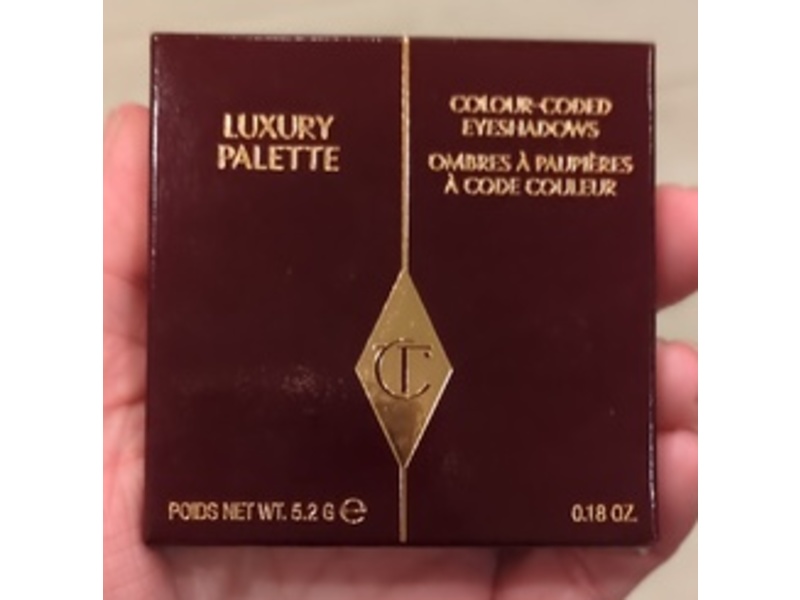 LUXURY
PALETTE
COLOUR-CODED
EYESHADOWS
OMBRES À PAUPIÈRES
À CODE COULEUR
CT
POIDS NET WT. 5.2 G ℮
0.18 OZ.